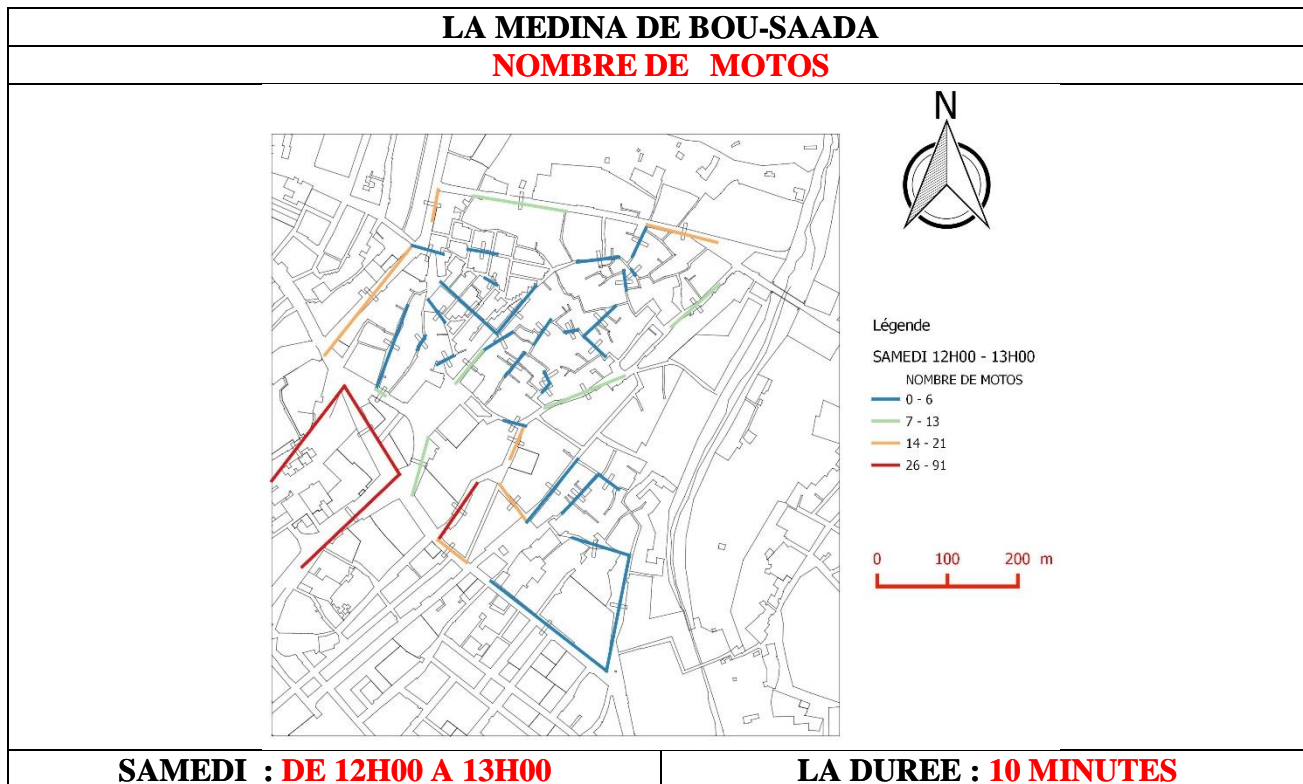 LA MEDINA DE BOU-SAADA
NOMBRE DE MOTOS
N
Légende
SAMEDI 12H00 - 13H00
NOMBRE DE MOTOS
0 - 6
7 - 13
14 - 21
26 - 91
0 100 200 m
SAMEDI : DE 12H00 A 13H00
LA DUREE : 10 MINUTES